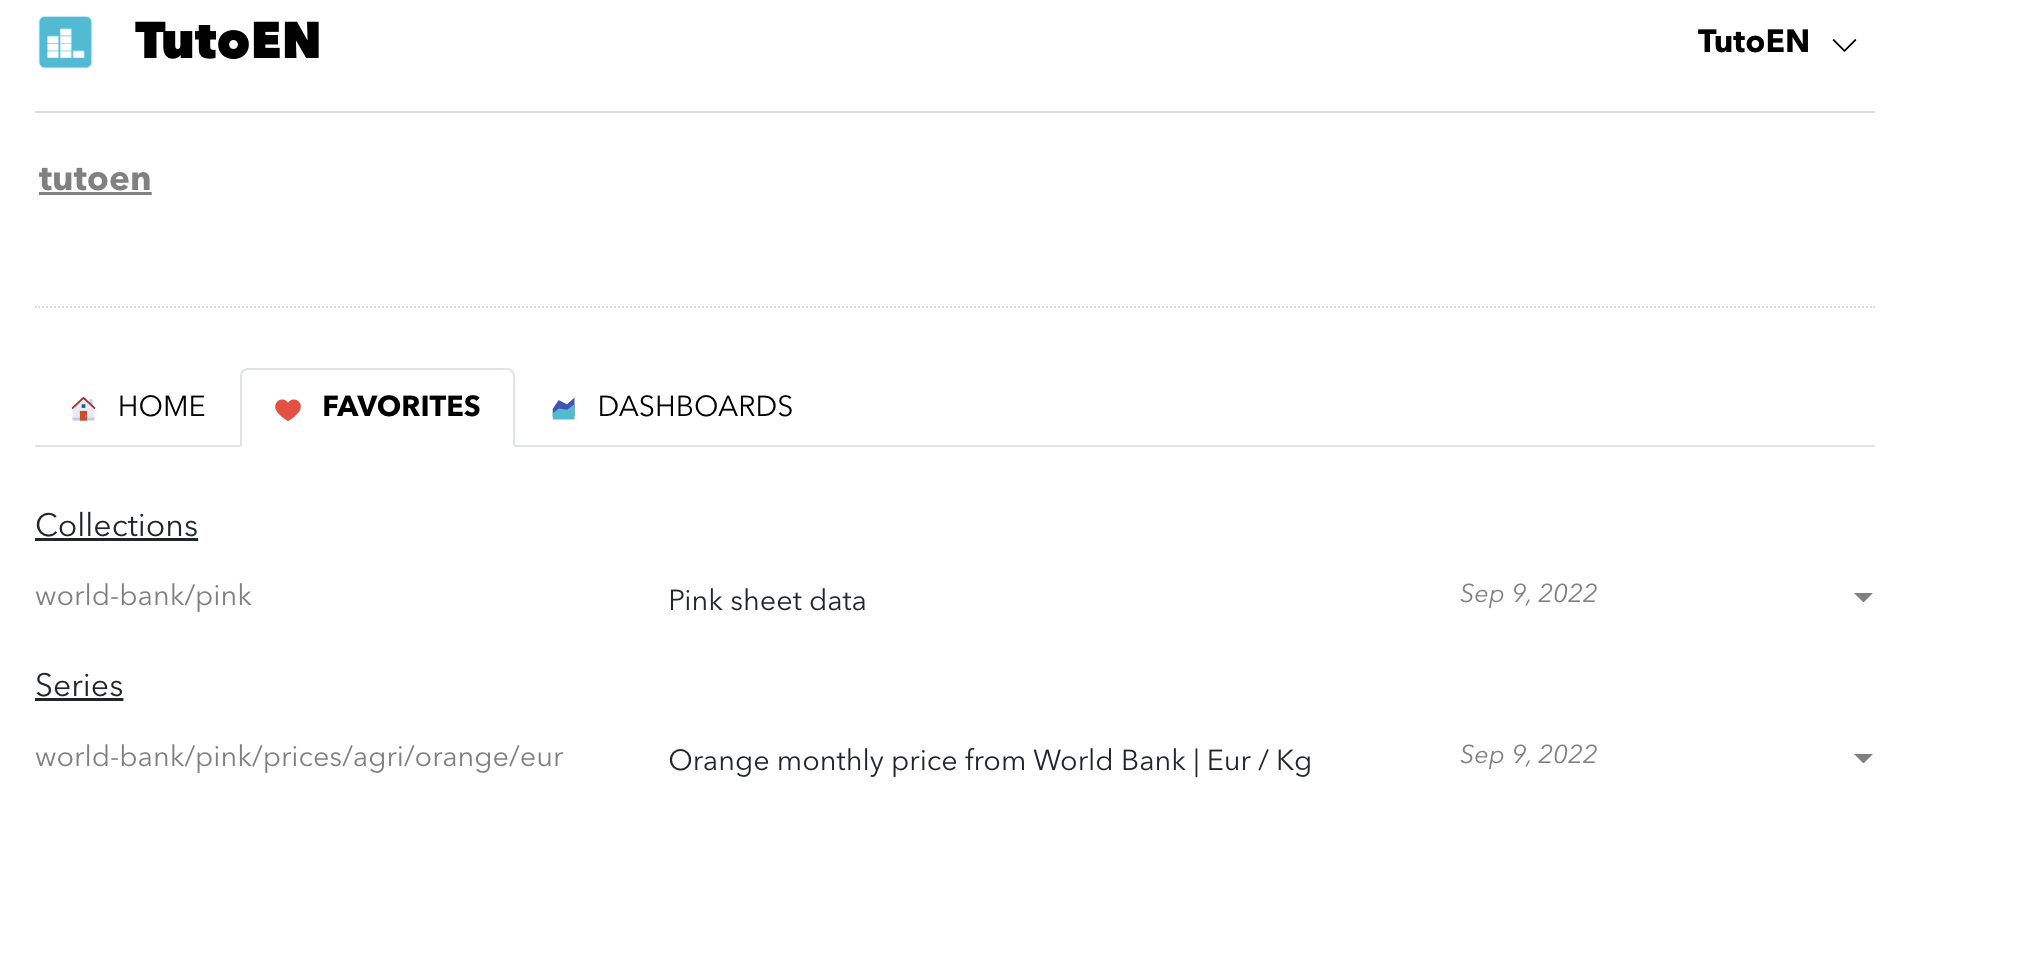 TutoEN
TutoEN
tutoen
HOME
FAVORITES
DASHBOARDS
Collections
world-bank/pink
Pink sheet data
Sep 9, 2022
Series
world-bank/pink/prices/agri/orange/eur
Orange monthly price from World Bank | Eur / Kg
Sep 9, 2022